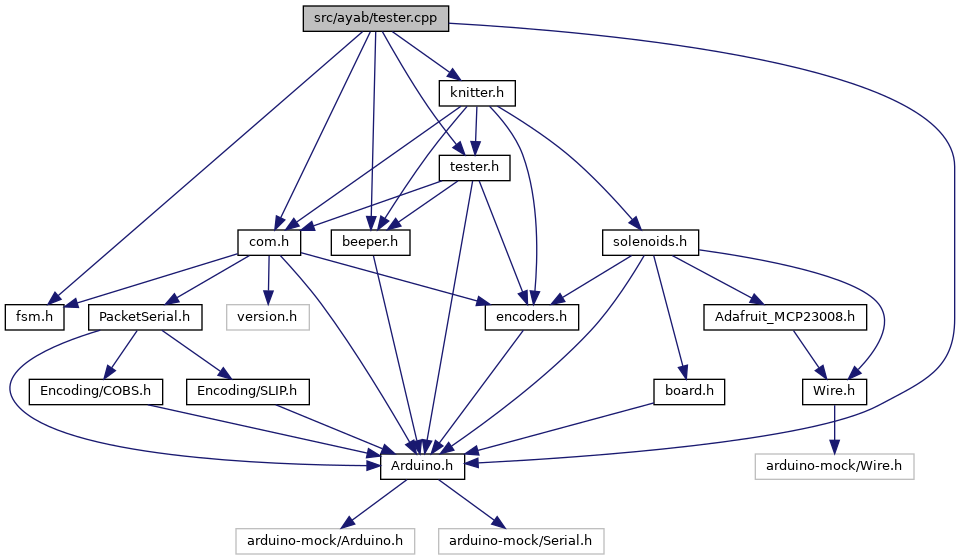 src/ayab/tester.cpp
knitter.h
tester.h
com.h
beeper.h
solenoids.h
fsm.h
PacketSerial.h
version.h
encoders.h
Adafruit_MCP23008.h
Encoding/COBS.h
Encoding/SLIP.h
board.h
Wire.h
Arduino.h
arduino-mock/Wire.h
arduino-mock/Arduino.h
arduino-mock/Serial.h